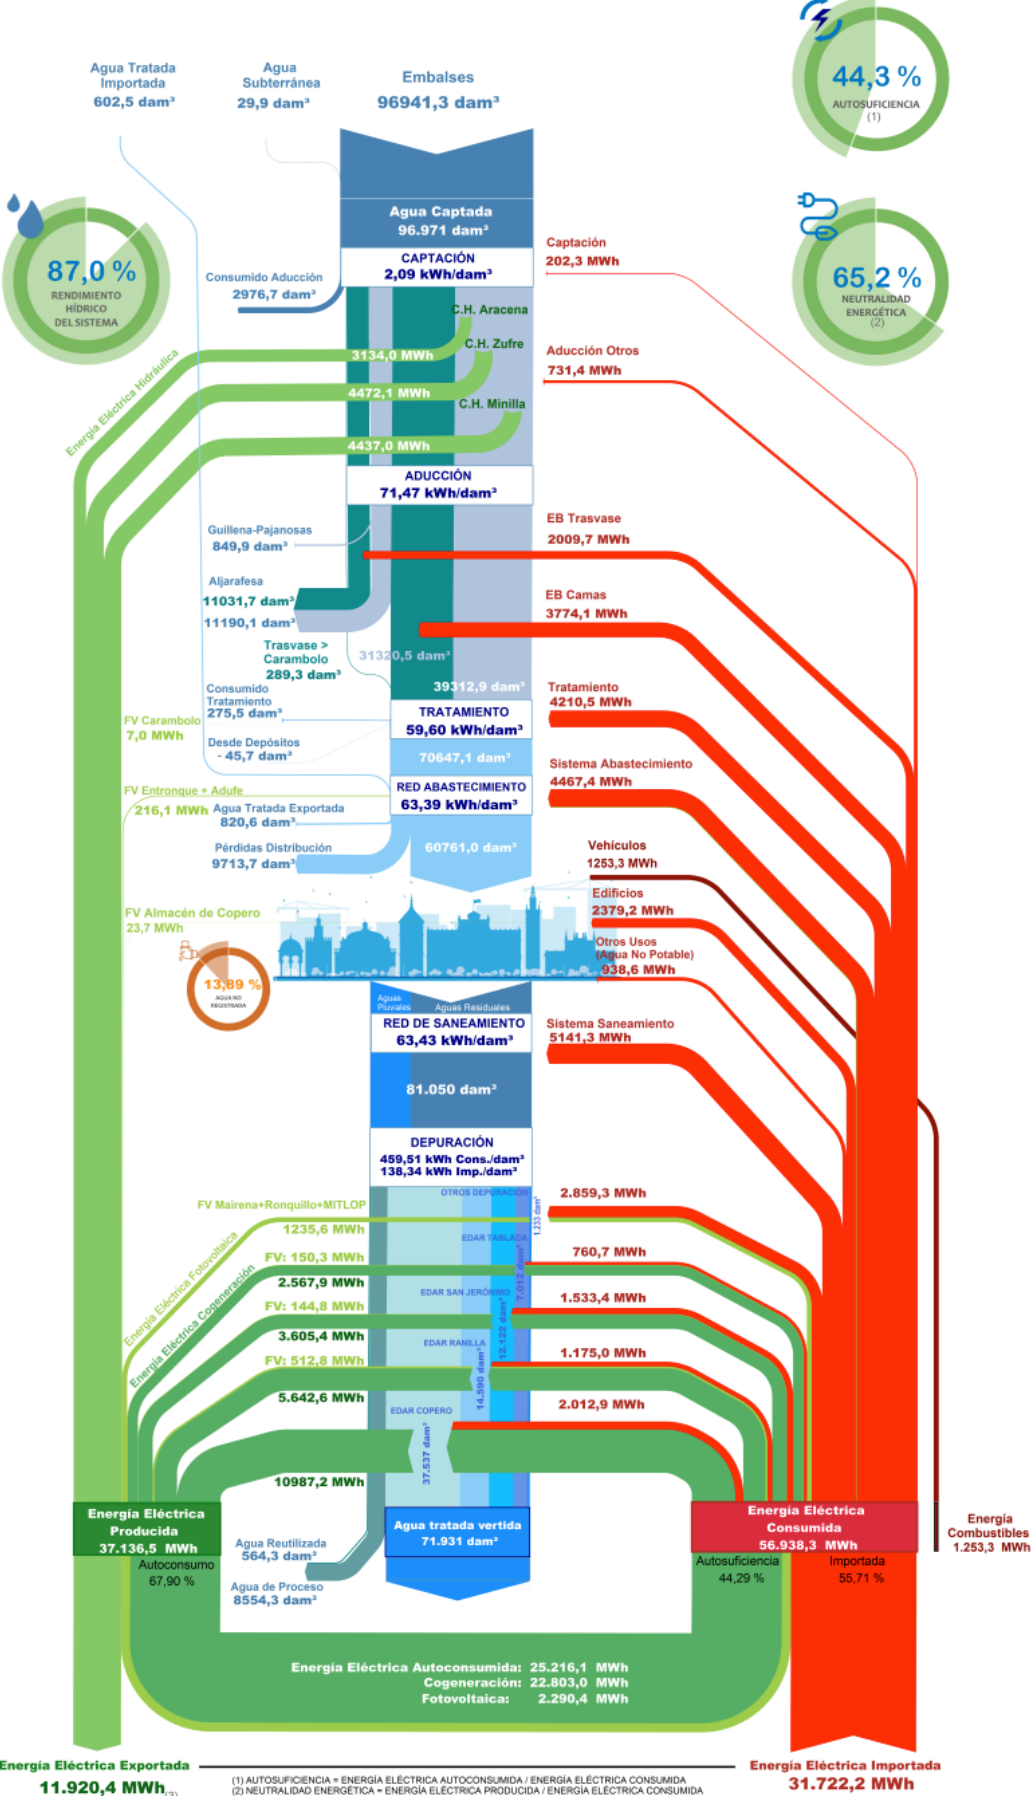 44,3 %
AUTOSUFICIENCIA
(1)
Agua Tratada
Importada
602,5 dam³
Agua
Subterránea
29,9 dam³
Embalses
96941,3 dam³
Agua Captada
96.971 dam³
CAPTACIÓN
2,09 kWh/dam³
87,0 %
RENDIMIENTO
HÍDRICO
DEL SISTEMA
65,2 %
NEUTRALIDAD
ENERGÉTICA
(2)
Captación
202,3 MWh
Consumido Aducción
2976,7 dam³
C.H. Aracena
3134,0 MWh
C.H. Zufre
4472,1 MWh
C.H. Minilla
4437,0 MWh
Energía Eléctrica Hidráulica
Aducción Otros
731,4 MWh
ADUCCIÓN
71,47 kWh/dam³
Guillena-Pajanosas
849,9 dam³
EB Trasvase
2009,7 MWh
Aljarafesa
11031,7 dam³
11190,1 dam³
EB Camas
3774,1 MWh
Trasvase >
Carambolo
289,3 dam³
31320,5 dam³
39312,9 dam³
Consumido
Tratamiento
275,5 dam³
Tratamiento
4210,5 MWh
TRATAMIENTO
59,60 kWh/dam³
FV Carambolo
7,0 MWh
Desde Depósitos
- 45,7 dam³
70647,1 dam³
Sistema Abastecimiento
4467,4 MWh
RED ABASTECIMIENTO
63,39 kWh/dam³
FV Entronque + Adufe
216,1 MWh
Agua Tratada Exportada
820,6 dam³
Pérdidas Distribución
9713,7 dam³
60761,0 dam³
Vehículos
1253,3 MWh
Edificios
2379,2 MWh
FV Almacén de Copero
23,7 MWh
Otros Usos
(Agua No Potable)
938,6 MWh
13,89 %
AGUA NO
REGISTRADA
Aguas
Pluviales
Aguas Residuales
RED DE SANEAMIENTO
63,43 kWh/dam³
Sistema Saneamiento
5141,3 MWh
81.050 dam³
DEPURACIÓN
459,51 kWh Cons./dam³
138,34 kWh Imp./dam³
OTROS DEPURACIÓN
1.233 dam³
2.859,3 MWh
FV Mairena+Ronquillo+MITLOP
1235,6 MWh
EDAR TABLADA
7.012 dam³
760,7 MWh
FV: 150,3 MWh
2.567,9 MWh
Energía Eléctrica Fotovoltaica
Energía Eléctrica Cogeneración
EDAR SAN JERÓNIMO
12.122 dam³
1.533,4 MWh
FV: 144,8 MWh
3.605,4 MWh
EDAR RANILLA
14.590 dam³
1.175,0 MWh
FV: 512,8 MWh
5.642,6 MWh
EDAR COPERO
37.537 dam³
2.012,9 MWh
10987,2 MWh
Energía Eléctrica
Producida
37.136,5 MWh
Autoconsumo
67,90 %
Agua tratada vertida
71.931 dam³
Agua Reutilizada
564,3 dam³
Agua de Proceso
8554,3 dam³
Energía Eléctrica
Consumida
56.938,3 MWh
Autosuficiencia
44,29 %
Importada
55,71 %
Energía
Combustibles
1.253,3 MWh
Energía Eléctrica Autoconsumida: 25.216,1 MWh
Cogeneración: 22.803,0 MWh
Fotovoltaica: 2.290,4 MWh
Energía Eléctrica Exportada
11.920,4 MWh
Energía Eléctrica Importada
31.722,2 MWh
(1) AUTOSUFICIENCIA = ENERGÍA ELÉCTRICA AUTOCONSUMIDA / ENERGÍA ELÉCTRICA CONSUMIDA
(2) NEUTRALIDAD ENERGÉTICA = ENERGÍA ELÉCTRICA PRODUCIDA / ENERGÍA ELÉCTRICA CONSUMIDA